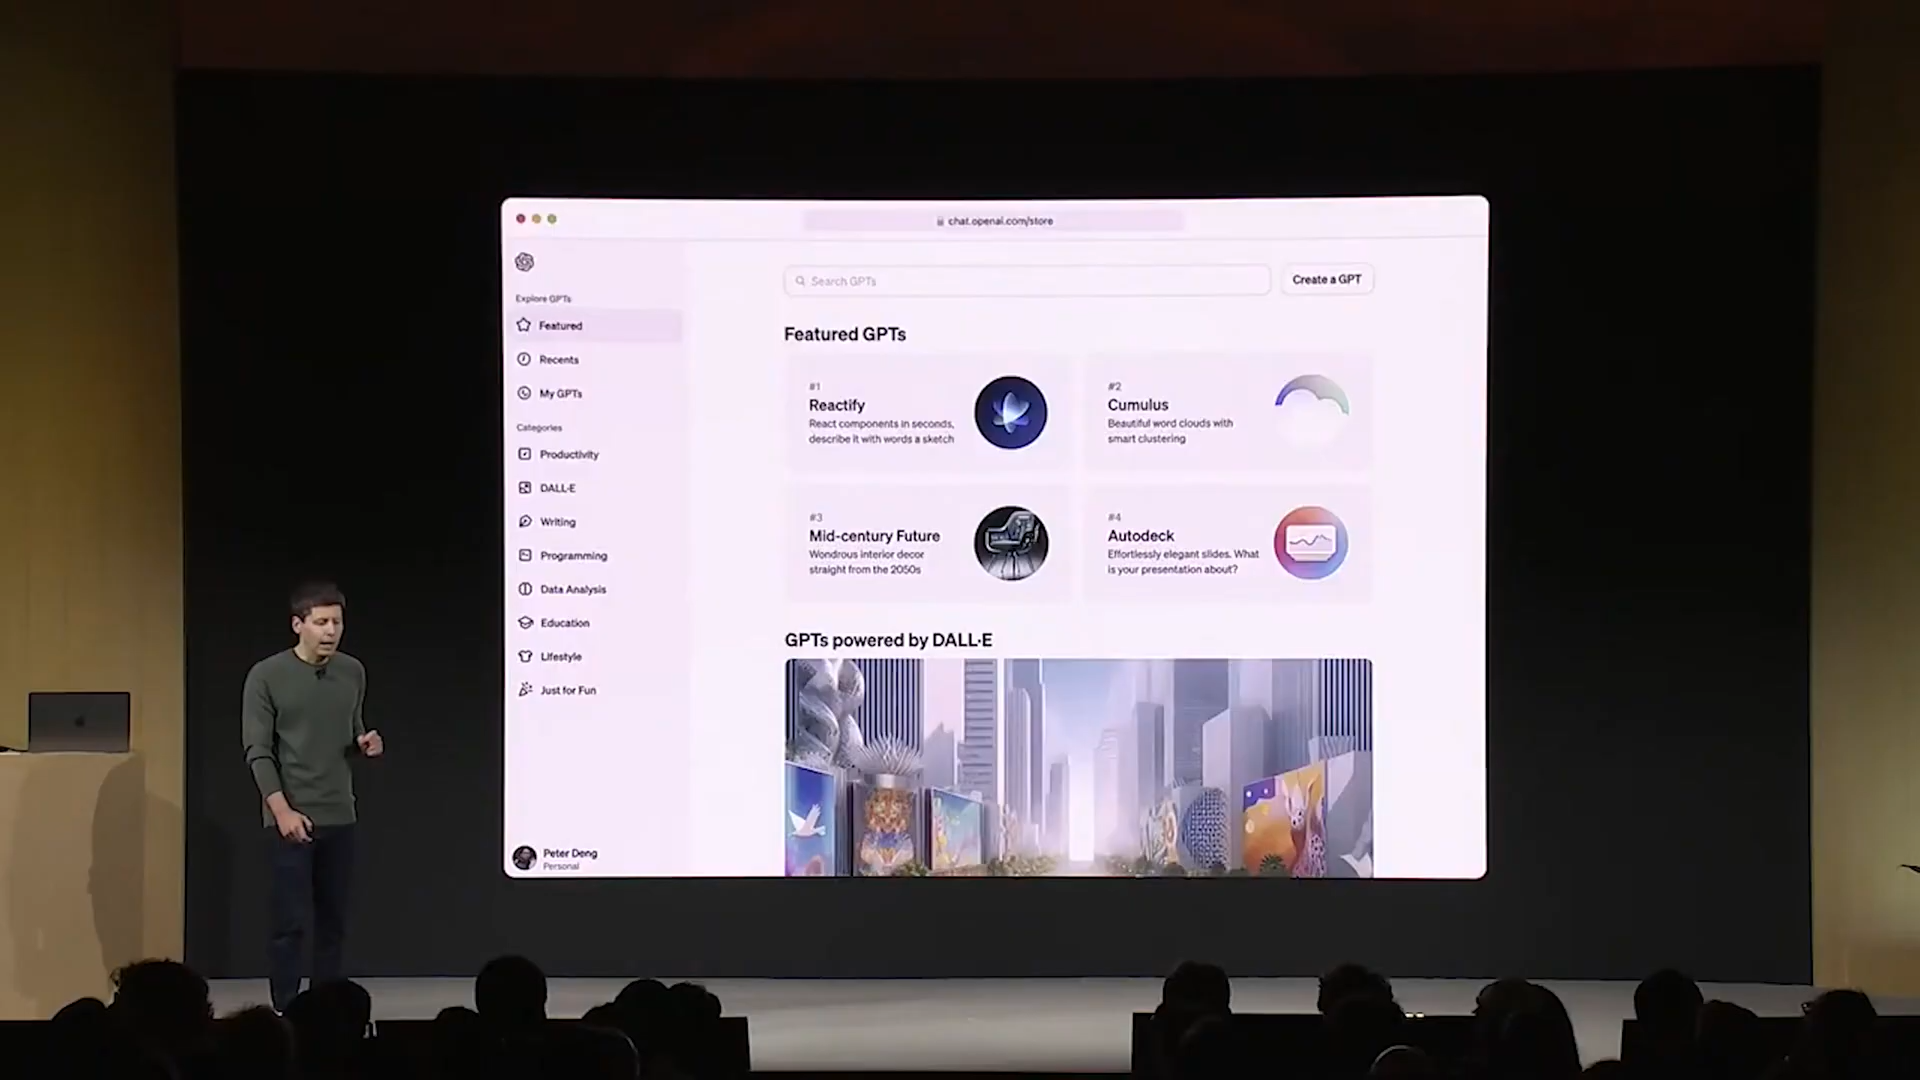 chat.openai.com/store
Search GPTs
Create a GPT
Explore GPTs
Featured
Recents
My GPTs
Categories
Productivity
DALL·E
Writing
Programming
Data Analysis
Education
Lifestyle
Just for Fun
Peter Deng
Personal
Featured GPTs
#1
Reactify
React components in seconds,
describe it with words a sketch
#2
Cumulus
Beautiful word clouds with
smart clustering
#3
Mid-century Future
Wondrous interior decor
straight from the 2050s
#4
Autodeck
Effortlessly elegant slides. What
is your presentation about?
GPTs powered by DALL·E